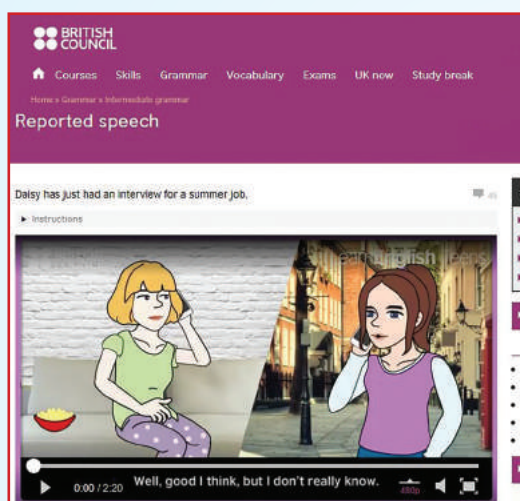 BRITISH
COUNCIL
Courses Skills Grammar Vocabulary Exams UK now Study break
Home » Grammar » Intermediate grammar
Reported speech
Daisy has just had an interview for a summer job.
Instructions
0:00 / 2:20 Well, good I think, but I don't really know. 480p